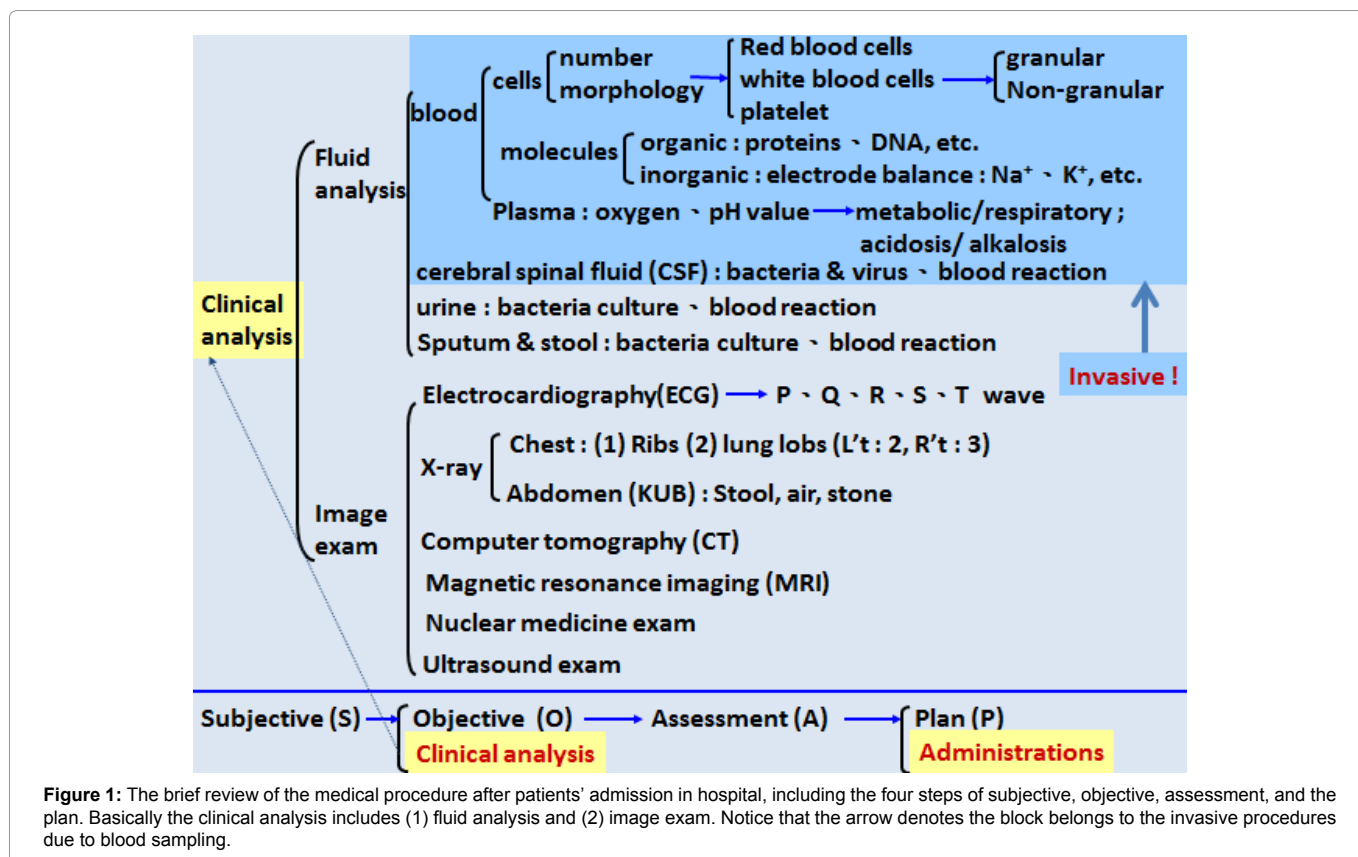 number
cells
morphology
Red blood cells
white blood cells
platelet
granular
Non-granular
blood
molecules
organic : proteins、DNA, etc.
inorganic : electrode balance : Na⁺、K⁺, etc.
Plasma : oxygen、pH value
metabolic/respiratory ;
acidosis/ alkalosis
Fluid
analysis
cerebral spinal fluid (CSF) : bacteria & virus、blood reaction
urine : bacteria culture、blood reaction
Sputum & stool : bacteria culture、blood reaction
Invasive !
Clinical
analysis
Electrocardiography(ECG)
P、Q、R、S、T wave
X-ray
Chest : (1) Ribs (2) lung lobs (L't : 2, R't : 3)
Abdomen (KUB) : Stool, air, stone
Image
exam
Computer tomography (CT)
Magnetic resonance imaging (MRI)
Nuclear medicine exam
Ultrasound exam
Subjective (S)
Objective (O)
Clinical analysis
Assessment (A)
Plan (P)
Administrations
Figure 1: The brief review of the medical procedure after patients' admission in hospital, including the four steps of subjective, objective, assessment, and the
plan. Basically the clinical analysis includes (1) fluid analysis and (2) image exam. Notice that the arrow denotes the block belongs to the invasive procedures
due to blood sampling.